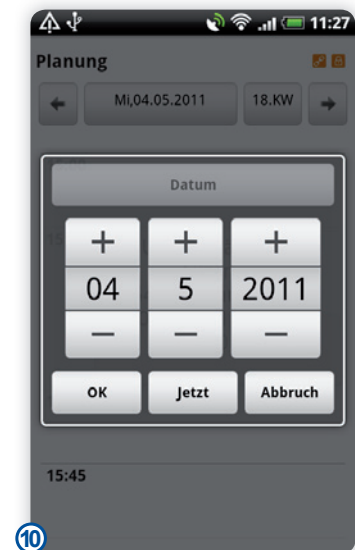 11:27
Planung
Mi,04.05.2011 18.KW
Datum
+ + +
04 5 2011
— — —
OK Jetzt Abbruch
15:45
10